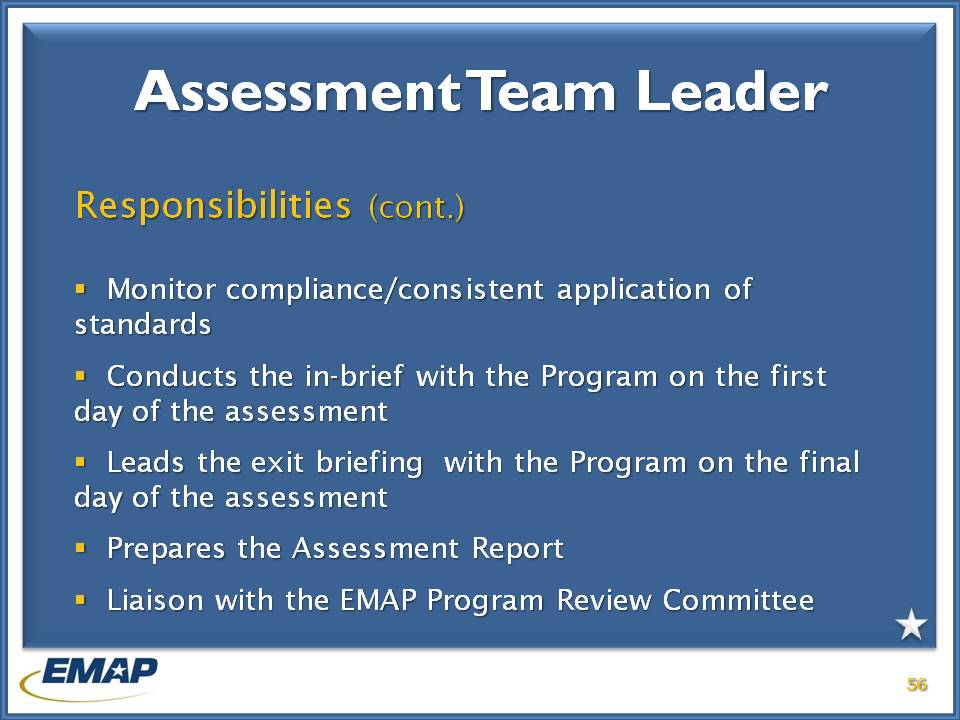 Assessment Team Leader
Responsibilities (cont.)
▪ Monitor compliance/consistent application of
standards
▪ Conducts the in-brief with the Program on the first
day of the assessment
▪ Leads the exit briefing  with the Program on the final
day of the assessment
▪ Prepares the Assessment Report
▪ Liaison with the EMAP Program Review Committee
EMAP
56